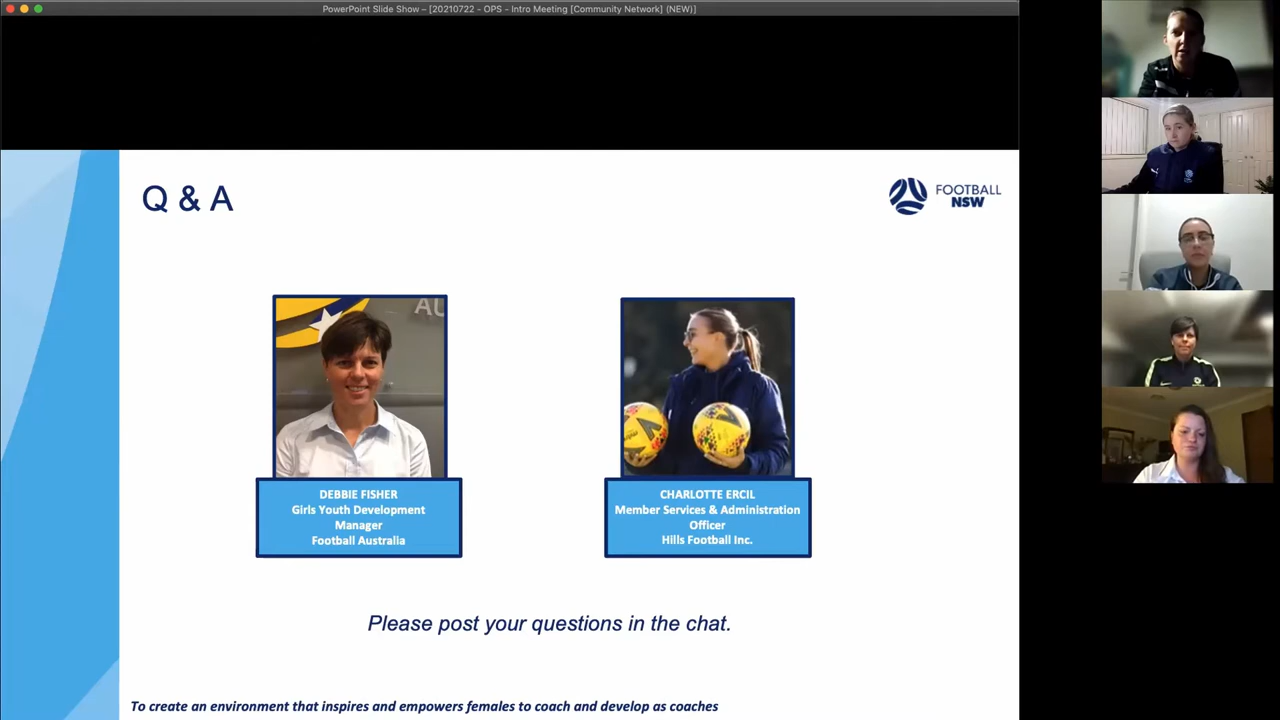 PowerPoint Slide Show – [20210722 - OPS - Intro Meeting [Community Network] (NEW)]
Q & A
FOOTBALL
NSW
AU
DEBBIE FISHER
Girls Youth Development
Manager
Football Australia
CHARLOTTE ERCIL
Member Services & Administration
Officer
Hills Football Inc.
Please post your questions in the chat.
To create an environment that inspires and empowers females to coach and develop as coaches